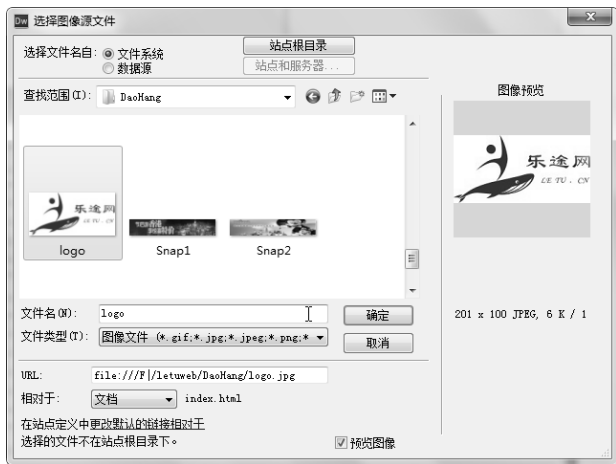 Dw 选择图像源文件
选择文件名自: 文件系统
数据源
站点根目录
站点和服务器...
查找范围(I): DaoHang
图像预览
乐途网
LE TU . CN
乐途网
logo
Snap1
Snap2
文件名(N): logo
确定
文件类型(T): 图像文件 (*.gif;*.jpg;*.jpeg;*.png;*
取消
201 x 100 JPEG, 6 K / 1
URL: file:///F|/letuweb/DaoHang/logo.jpg
相对于: 文档 index.html
在站点定义中更改默认的链接相对于
选择的文件不在站点根目录下。
预览图像